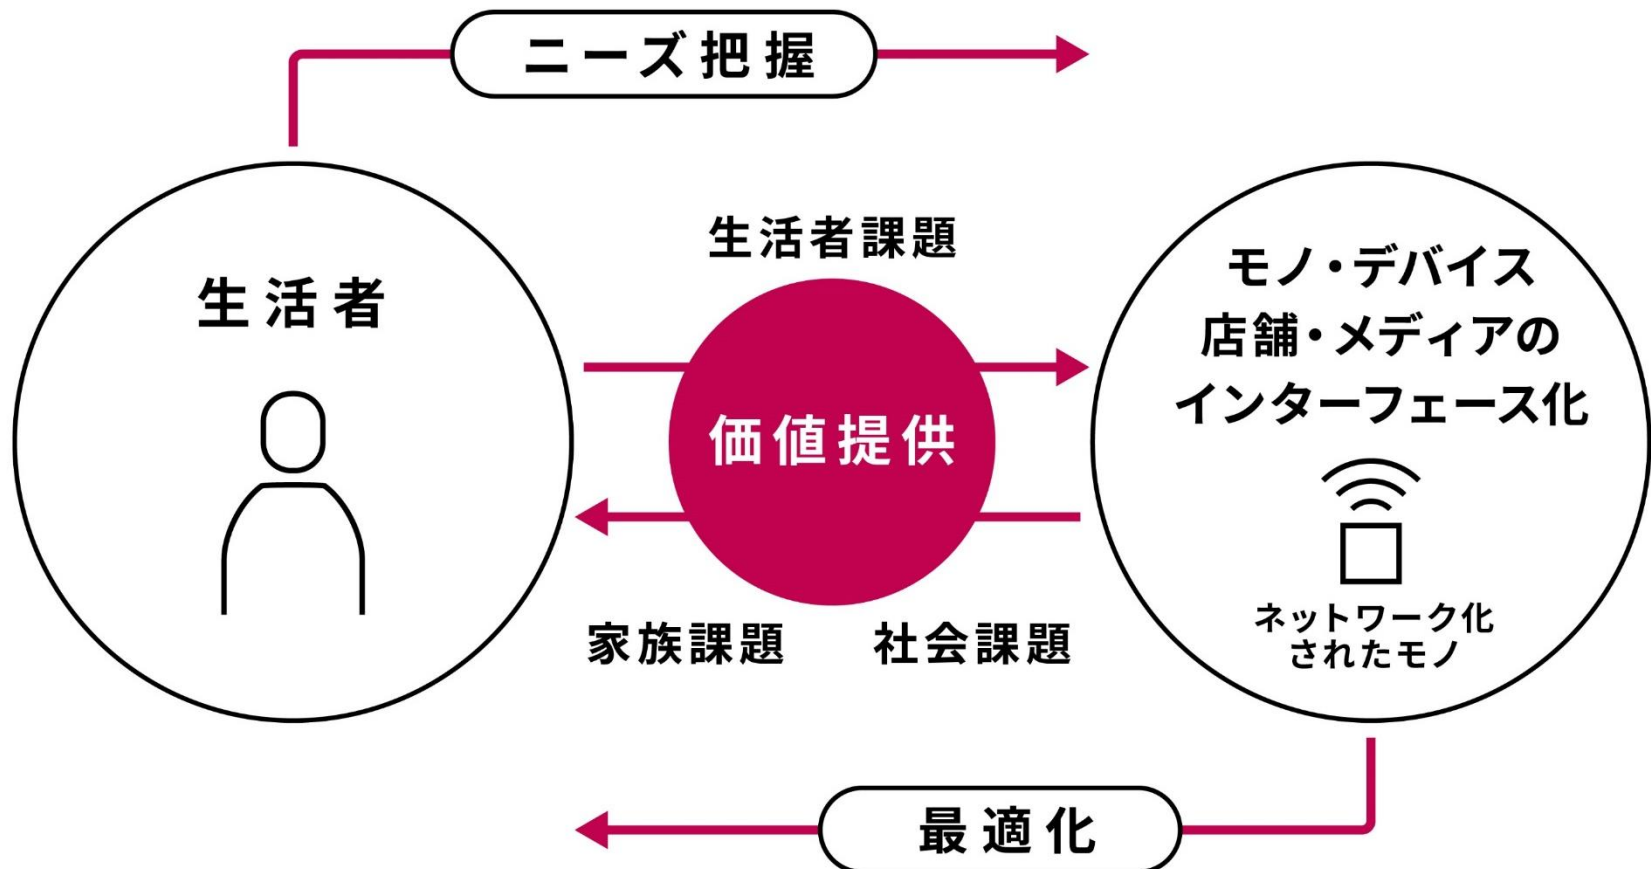 ニーズ把握
生活者
生活者課題
価値提供
家族課題
社会課題
モノ・デバイス
店舗・メディアの
インターフェース化
ネットワーク化
されたモノ
最適化